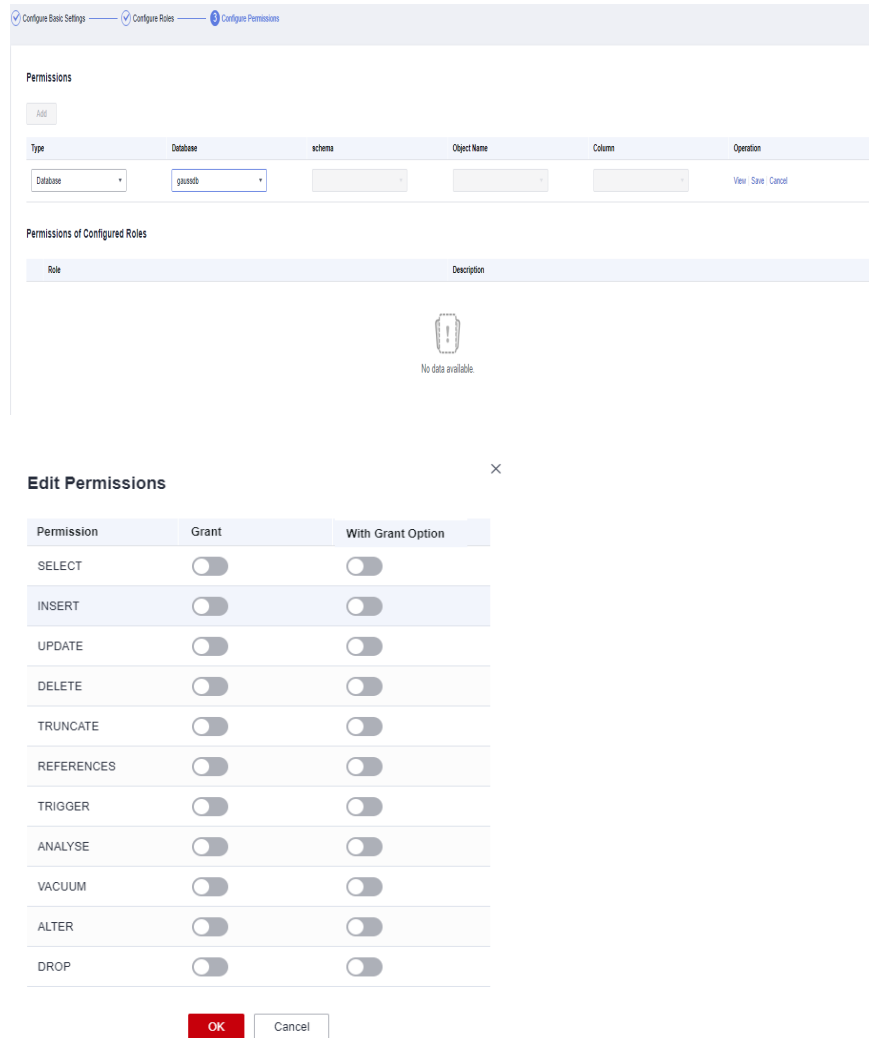 Configure Basic Settings Configure Roles 3 Configure Permissions
Permissions
Add
Type Database schema Object Name Column Operation
Database gaussdb View Save Cancel
Permissions of Configured Roles
Role Description
No data available.
Edit Permissions
Permission Grant With Grant Option
SELECT
INSERT
UPDATE
DELETE
TRUNCATE
REFERENCES
TRIGGER
ANALYSE
VACUUM
ALTER
DROP
OK Cancel